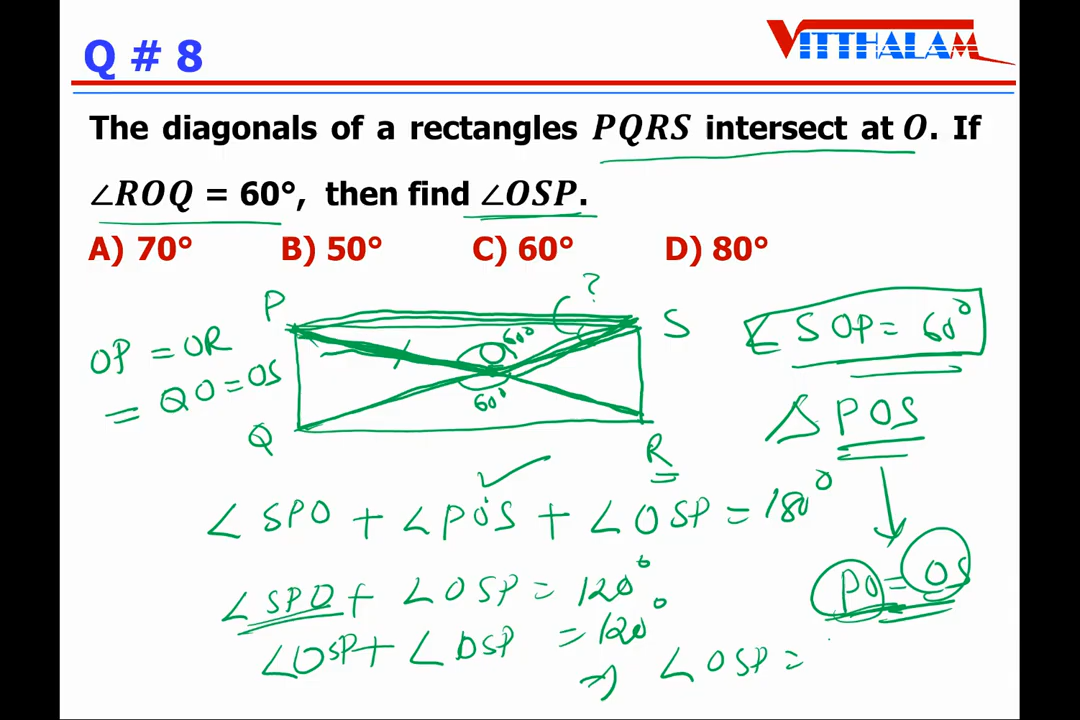 Q # 8
VITTHALAM
The diagonals of a rectangles PQRS intersect at O. If
∠ROQ = 60°, then find ∠OSP.
A) 70° B) 50° C) 60° D) 80°
?
P
S
60°
O
60°
Q
R
OP = OR
= QO = OS
∠SOP = 60°
△ POS
PO = OS
∠SPO + ∠POS + ∠OSP = 180°
∠SPO + ∠OSP = 120°
∠OSP + ∠OSP = 120°
⇒ ∠OSP =